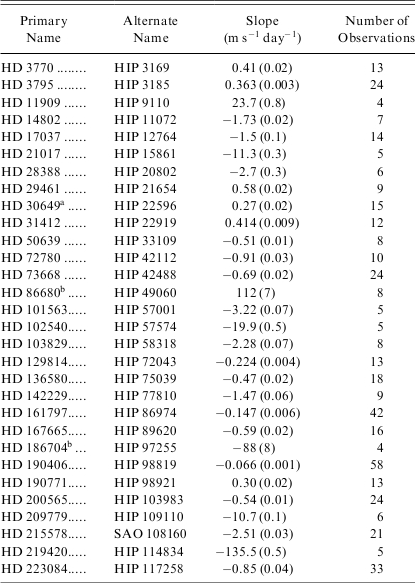 Primary Name Alternate Name Slope (m s⁻¹ day⁻¹) Number of Observations
HD 3770 ........ HIP 3169 0.41 (0.02) 13
HD 3795 ........ HIP 3185 0.363 (0.003) 24
HD 11909 ...... HIP 9110 23.7 (0.8) 4
HD 14802 ...... HIP 11072 −1.73 (0.02) 7
HD 17037 ...... HIP 12764 −1.5 (0.1) 14
HD 21017 ...... HIP 15861 −11.3 (0.3) 5
HD 28388 ...... HIP 20802 −2.7 (0.3) 6
HD 29461 ...... HIP 21654 0.58 (0.02) 9
HD 30649ᵃ ..... HIP 22596 0.27 (0.02) 15
HD 31412 ...... HIP 22919 0.414 (0.009) 12
HD 50639 ...... HIP 33109 −0.51 (0.01) 8
HD 72780 ...... HIP 42112 −0.91 (0.03) 10
HD 73668 ...... HIP 42488 −0.69 (0.02) 24
HD 86680ᵇ ..... HIP 49060 112 (7) 8
HD 101563..... HIP 57001 −3.22 (0.07) 5
HD 102540..... HIP 57574 −19.9 (0.5) 5
HD 103829..... HIP 58318 −2.28 (0.07) 8
HD 129814..... HIP 72043 −0.224 (0.004) 13
HD 136580..... HIP 75039 −0.47 (0.02) 18
HD 142229..... HIP 77810 −1.47 (0.06) 9
HD 161797..... HIP 86974 −0.147 (0.006) 42
HD 167665..... HIP 89620 −0.59 (0.02) 16
HD 186704ᵇ ... HIP 97255 −88 (8) 4
HD 190406..... HIP 98819 −0.066 (0.001) 58
HD 190771..... HIP 98921 0.30 (0.02) 13
HD 200565..... HIP 103983 −0.54 (0.01) 24
HD 209779..... HIP 109110 −10.7 (0.1) 6
HD 215578..... SAO 108160 −2.51 (0.03) 21
HD 219420..... HIP 114834 −135.5 (0.5) 5
HD 223084..... HIP 117258 −0.85 (0.04) 33